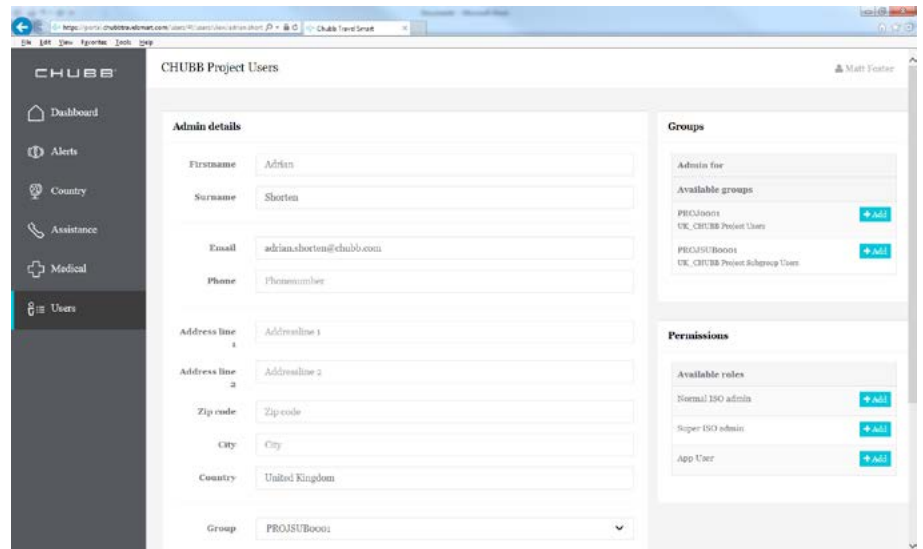 Chubb Travel Smart
File Edit View Favorites Tools Help
CHUBB
Dashboard
Alerts
Country
Assistance
Medical
Users
CHUBB Project Users
Matt Foster
Admin details
Firstname Adrian
Surname Shorten
Email adrian.shorten@chubb.com
Phone Phonenumber
Address line
1
Addressline 1
Address line
2
Addressline 2
Zip code Zip code
City City
Country United Kingdom
Group PROJSUB0001
Groups
Admin for
Available groups
PROJ0001
UK_CHUBB Project Users
+ Add
PROJSUB0001
UK_CHUBB Project Subgroup Users
+ Add
Permissions
Available roles
Normal ISO admin + Add
Super ISO admin + Add
App User + Add